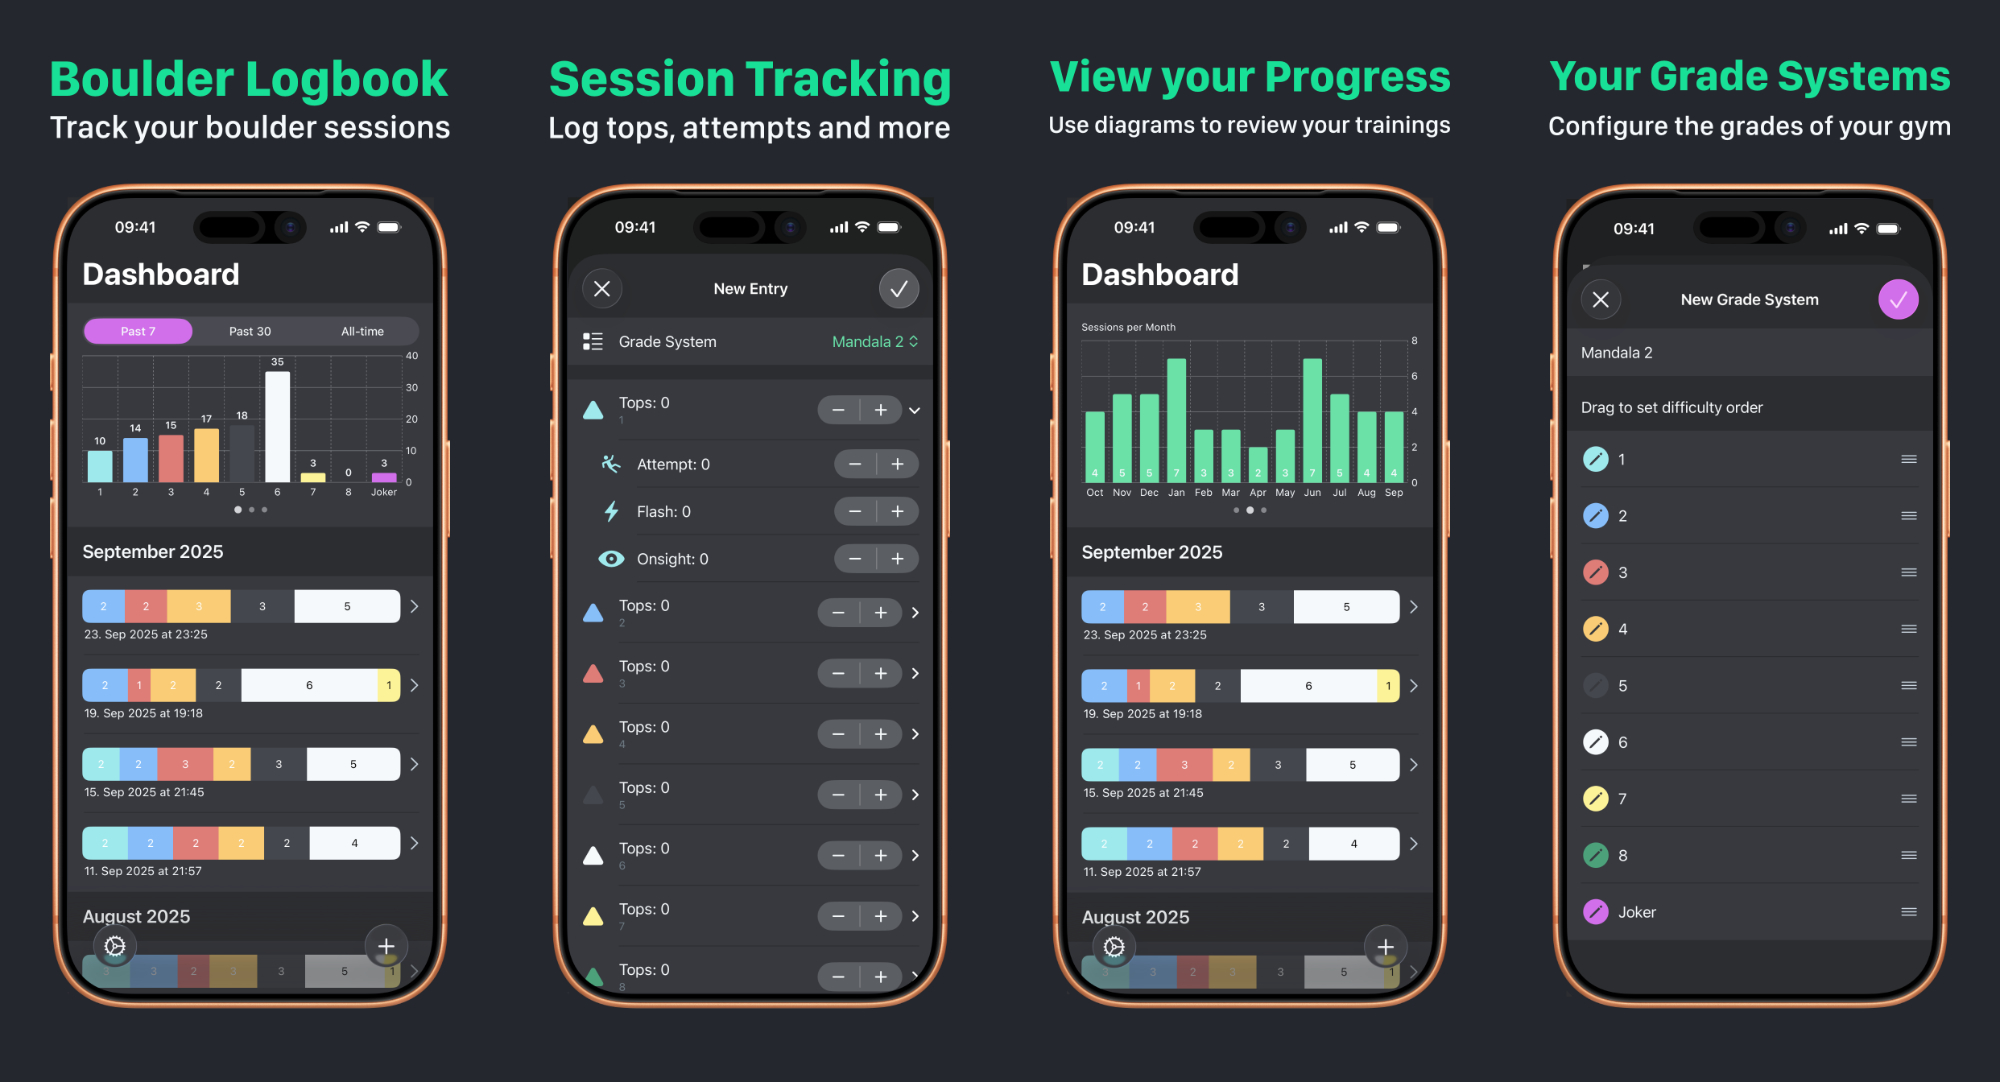 Boulder Logbook
Track your boulder sessions
09:41
Dashboard
Past 7 Past 30 All-time
40
30
20
10
0
10 14 15 17 18 35 3 0 3
1 2 3 4 5 6 7 8 Joker
September 2025
2 2 3 3 5
23. Sep 2025 at 23:25
2 1 2 2 6 1
19. Sep 2025 at 19:18
2 2 3 2 3 5
15. Sep 2025 at 21:45
2 2 2 2 2 4
11. Sep 2025 at 21:57
August 2025
3 3 2 3 3 5 1
Session Tracking
Log tops, attempts and more
09:41
New Entry
Grade System Mandala 2
Tops: 0
1
Attempt: 0
Flash: 0
Onsight: 0
Tops: 0
2
Tops: 0
3
Tops: 0
4
Tops: 0
5
Tops: 0
6
Tops: 0
7
Tops: 0
8
View your Progress
Use diagrams to review your trainings
09:41
Dashboard
Sessions per Month
8
6
4
2
0
4 5 5 7 3 3 2 3 7 5 4 4
Oct Nov Dec Jan Feb Mar Apr May Jun Jul Aug Sep
September 2025
2 2 3 3 5
23. Sep 2025 at 23:25
2 1 2 2 6 1
19. Sep 2025 at 19:18
2 2 3 2 3 5
15. Sep 2025 at 21:45
2 2 2 2 2 4
11. Sep 2025 at 21:57
August 2025
3 3 2 3 3 5 1
Your Grade Systems
Configure the grades of your gym
09:41
New Grade System
Mandala 2
Drag to set difficulty order
1
2
3
4
5
6
7
8
Joker